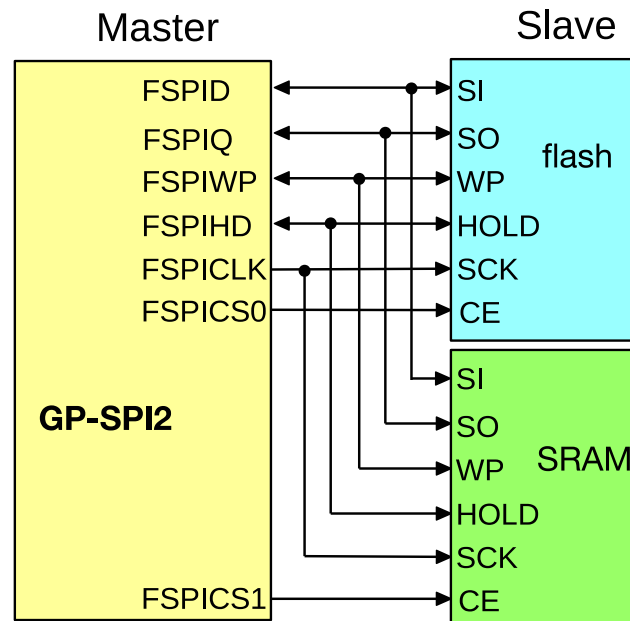 Master
Slave
FSPID
FSPIQ
FSPIWP
FSPIHD
FSPICLK
FSPICS0
GP-SPI2
FSPICS1
SI
SO
WP
HOLD
SCK
CE
flash
SI
SO
WP
HOLD
SCK
CE
SRAM